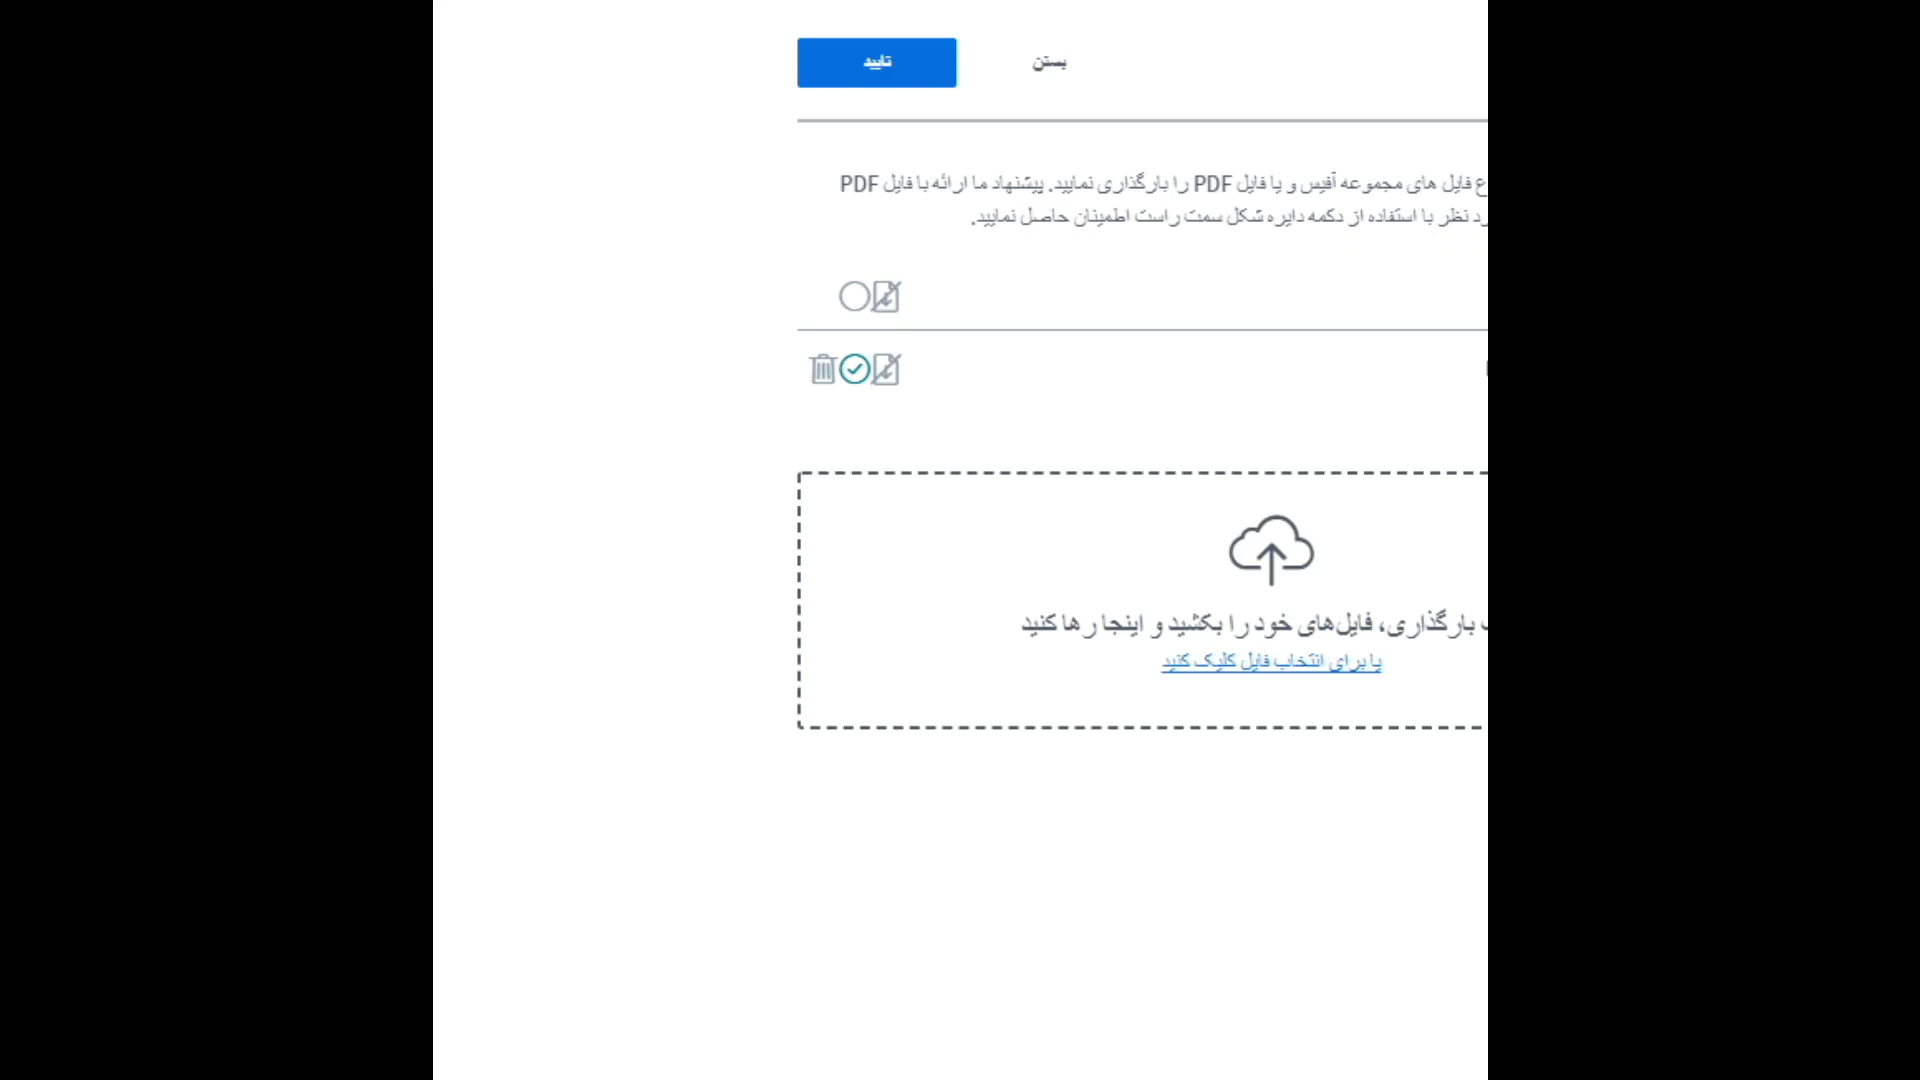 بستن
تایید
فایل های مجموعه آفیس و یا فایل PDF را بارگذاری نمایید. پیشنهاد ما ارائه با فایل PDF
نظر با استفاده از دکمه دایره شکل سمت راست اطمینان حاصل نمایید.
بارگذاری، فایل‌های خود را بکشید و اینجا رها کنید
یا برای انتخاب فایل کلیک کنید